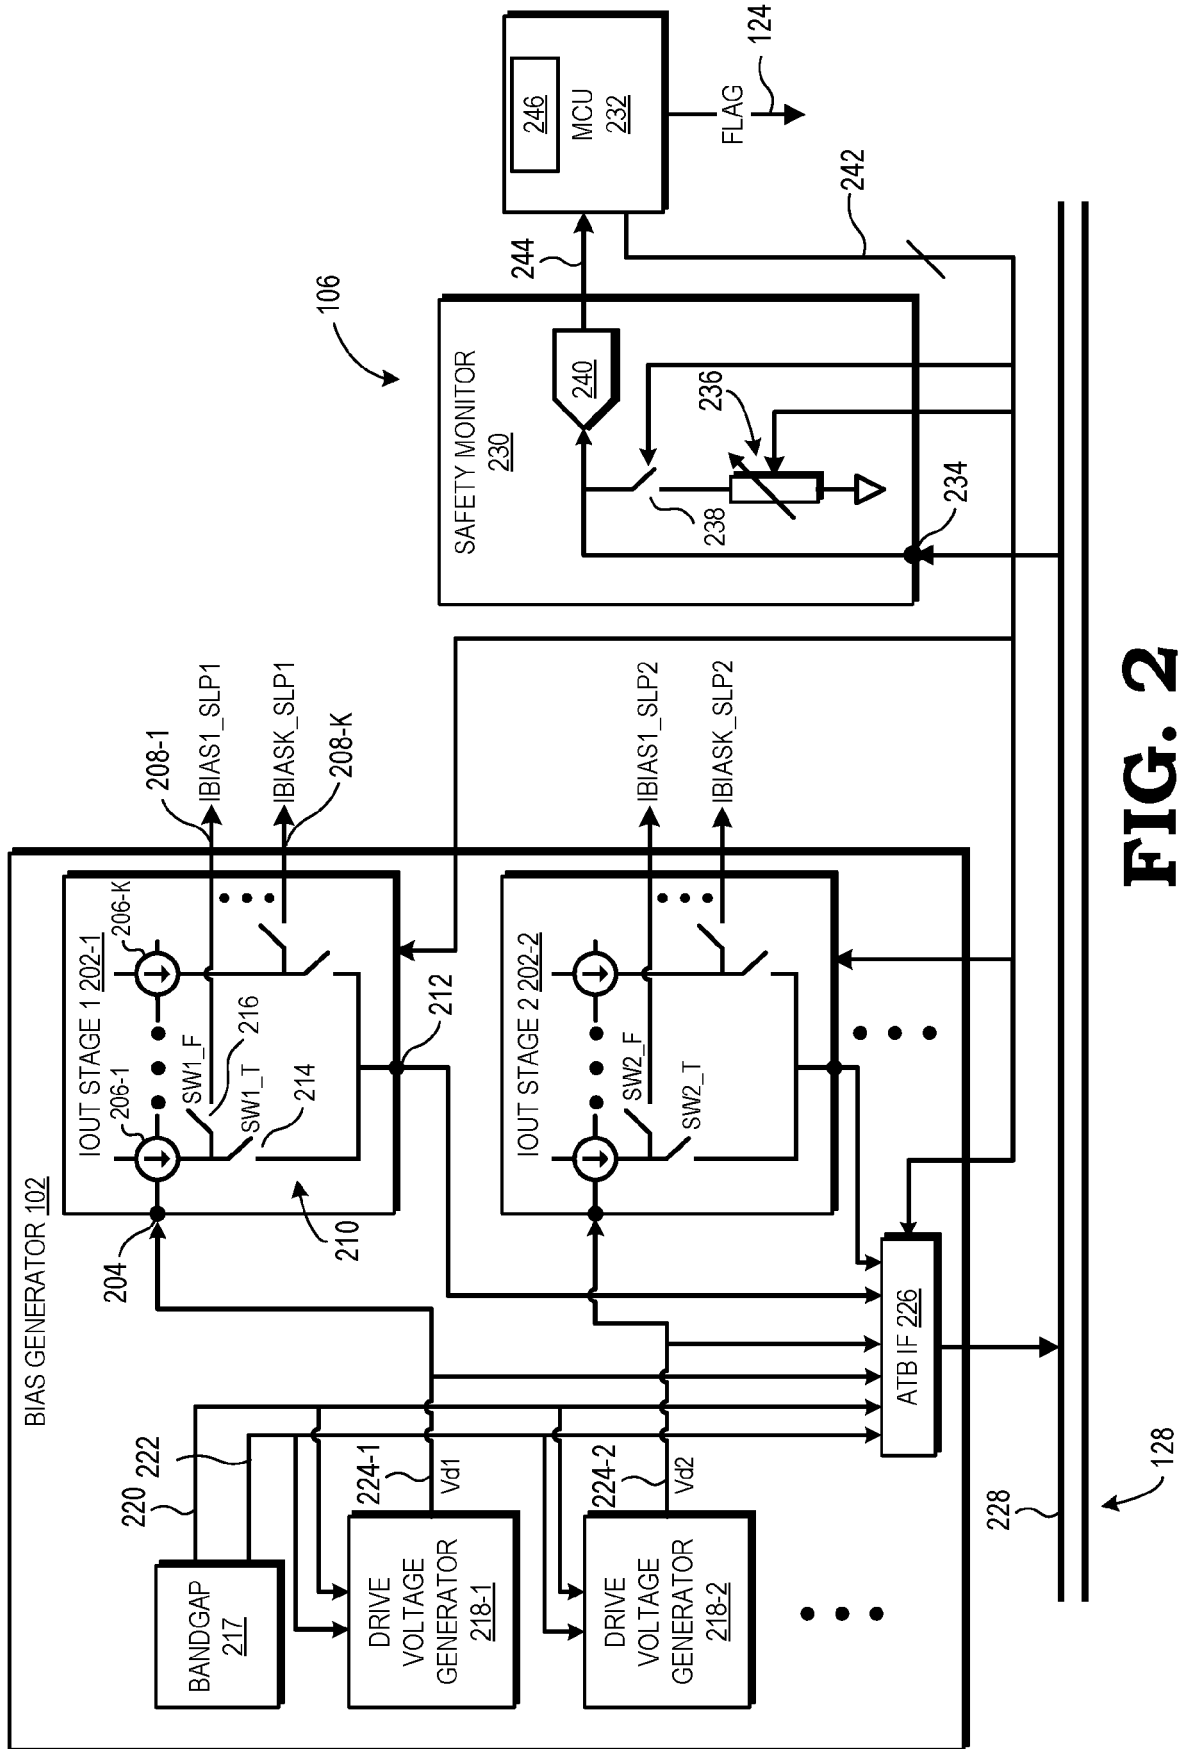 BIAS GENERATOR 102
BANDGAP
217
220
222
DRIVE
VOLTAGE
GENERATOR
218-1
224-1
Vd1
DRIVE
VOLTAGE
GENERATOR
218-2
224-2
Vd2
204
IOUT STAGE 1 202-1
206-1
206-K
SW1_F
216
SW1_T
214
210
212
208-1
IBIAS1_SLP1
IBIASK_SLP1
208-K
IOUT STAGE 2 202-2
SW2_F
SW2_T
IBIAS1_SLP2
IBIASK_SLP2
ATB IF 226
228
128
106
SAFETY MONITOR
230
240
236
238
234
244
246
MCU
232
FLAG
124
242
FIG. 2